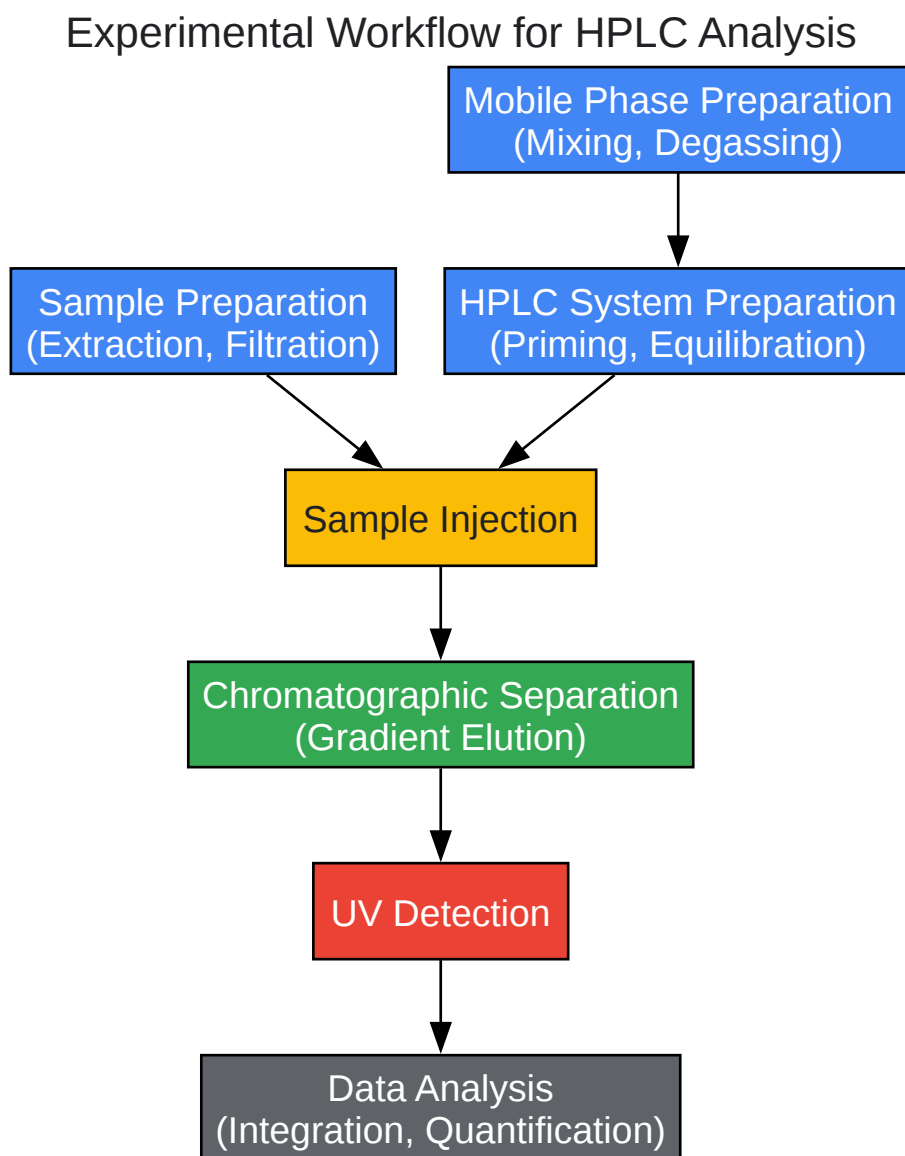 Experimental Workflow for HPLC Analysis
Mobile Phase Preparation
(Mixing, Degassing)
Sample Preparation
(Extraction, Filtration)
HPLC System Preparation
(Priming, Equilibration)
Sample Injection
Chromatographic Separation
(Gradient Elution)
UV Detection
Data Analysis
(Integration, Quantification)